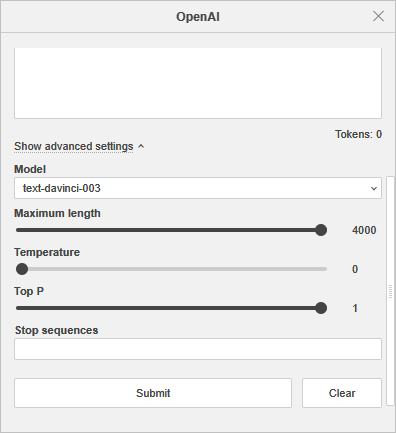 OpenAI
Tokens: 0
Show advanced settings
Model
text-davinci-003
Maximum length
4000
Temperature
0
Top P
1
Stop sequences
Submit
Clear